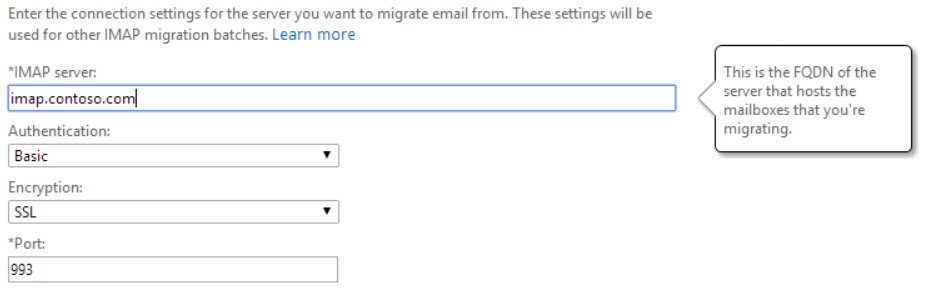 Enter the connection settings for the server you want to migrate email from. These settings will be
used for other IMAP migration batches. Learn more
*IMAP server:
imap.contoso.com
This is the FQDN of the
server that hosts the
mailboxes that you're
migrating.
Authentication:
Basic
Encryption:
SSL
*Port:
993